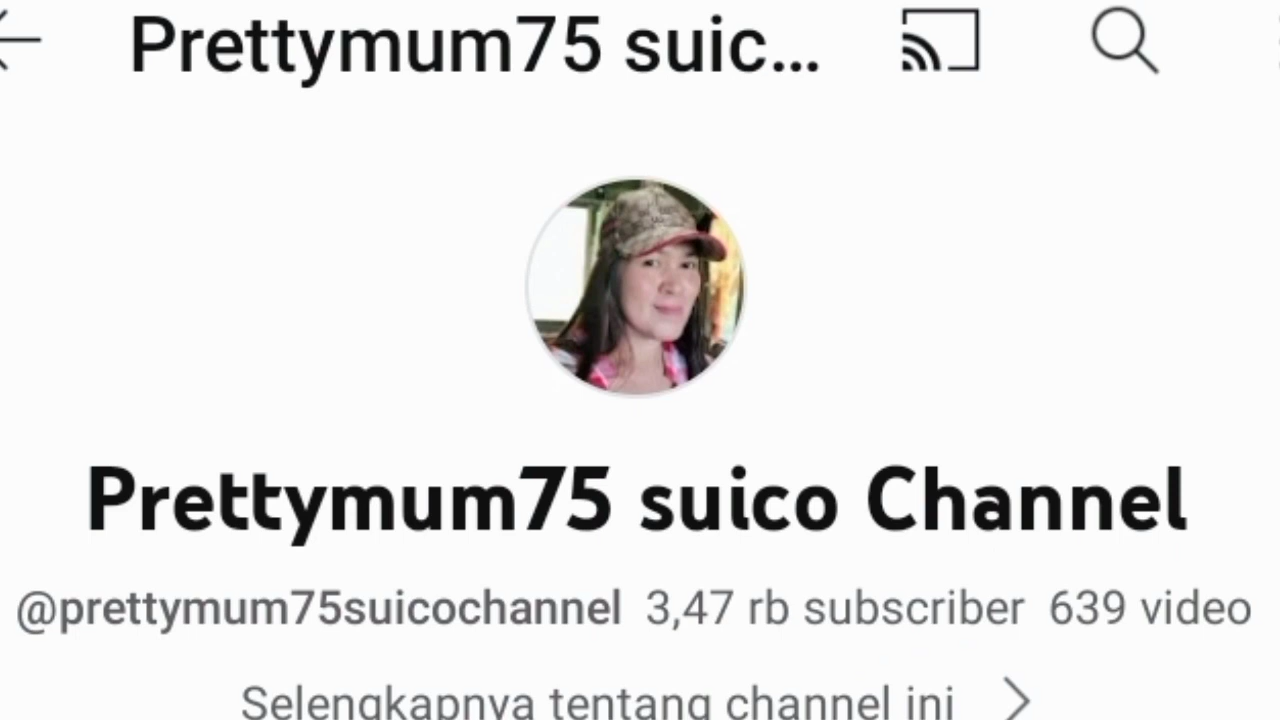 Prettymum75 suic...
Prettymum75 suico Channel
@prettymum75suicochannel 3,47 rb subscriber 639 video
Selengkapnya tentang channel ini